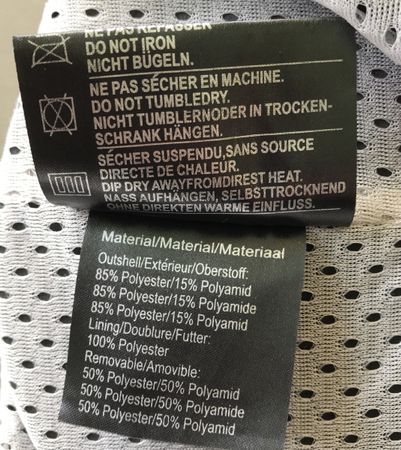 NE PAS REPASSER
DO NOT IRON
NICHT BÜGELN.
NE PAS SÉCHER EN MACHINE.
DO NOT TUMBLEDRY.
NICHT TUMBLERNODER IN TROCKEN-
SCHRANK HÄNGEN.
SÉCHER SUSPENDU,SANS SOURCE
DIRECTE DE CHALEUR.
DIP DRY AWAYFROMDIREST HEAT.
NASS AUFHÄNGEN, SELBSTTROCKNEND
OHNE DIREKTEN WARME EINFLUSS.
Material/Material/Materiaal
Outshell/Extérieur/Oberstoff:
85% Polyester/15% Polyamid
85% Polyester/15% Polyamide
85% Polyester/15% Polyamid
Lining/Doublure/Futter:
100% Polyester
Removable/Amovible:
50% Polyester/50% Polyamid
50% Polyester/50% Polyamide
50% Polyester/50% Polyamid